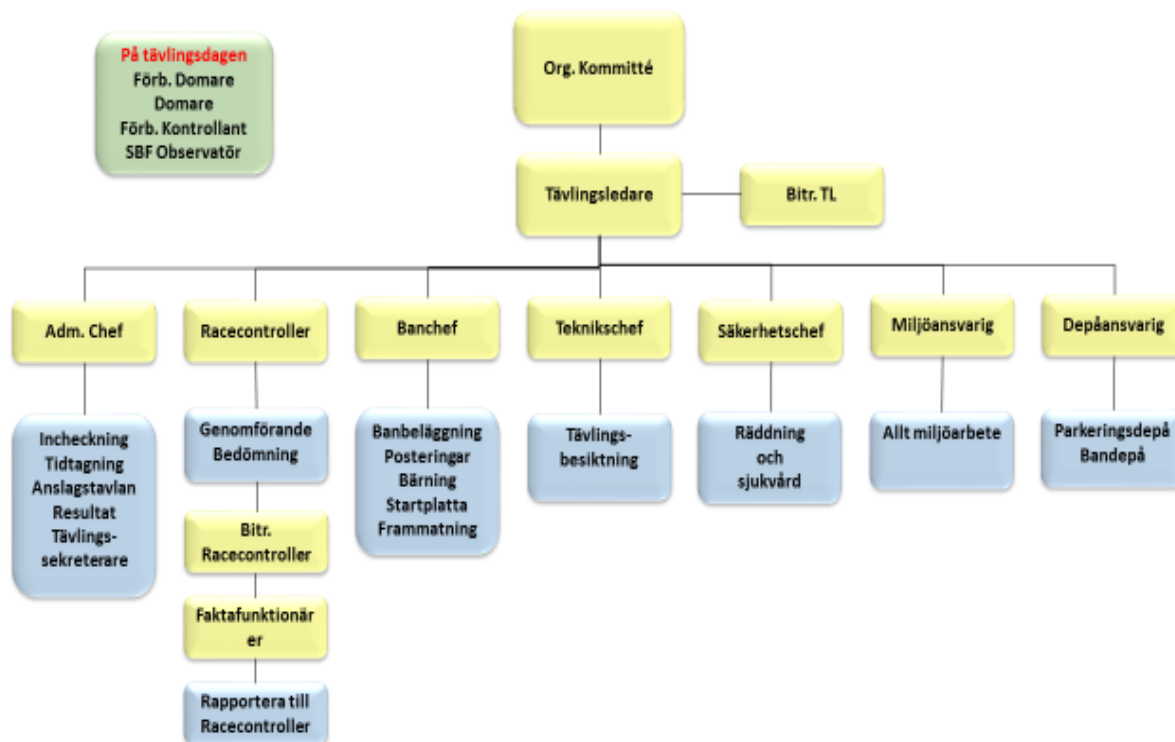 På tävlingsdagen
Förb. Domare
Domare
Förb. Kontrollant
SBF Observatör
Org. Kommitté
Tävlingsledare
Bitr. TL
Adm. Chef
Racecontroller
Banchef
Teknikschef
Säkerhetschef
Miljöansvarig
Depåansvarig
Incheckning
Tidtagning
Anslagstavlan
Resultat
Tävlings-
sekreterare
Genomförande
Bedömning
Bitr.
Racecontroller
Faktafunktionär
er
Rapportera till
Racecontroller
Banbeläggning
Posteringar
Bärning
Startplatta
Frammatning
Tävlings-
besiktning
Räddning
och
sjukvård
Allt miljöarbete
Parkeringsdepå
Bandepå